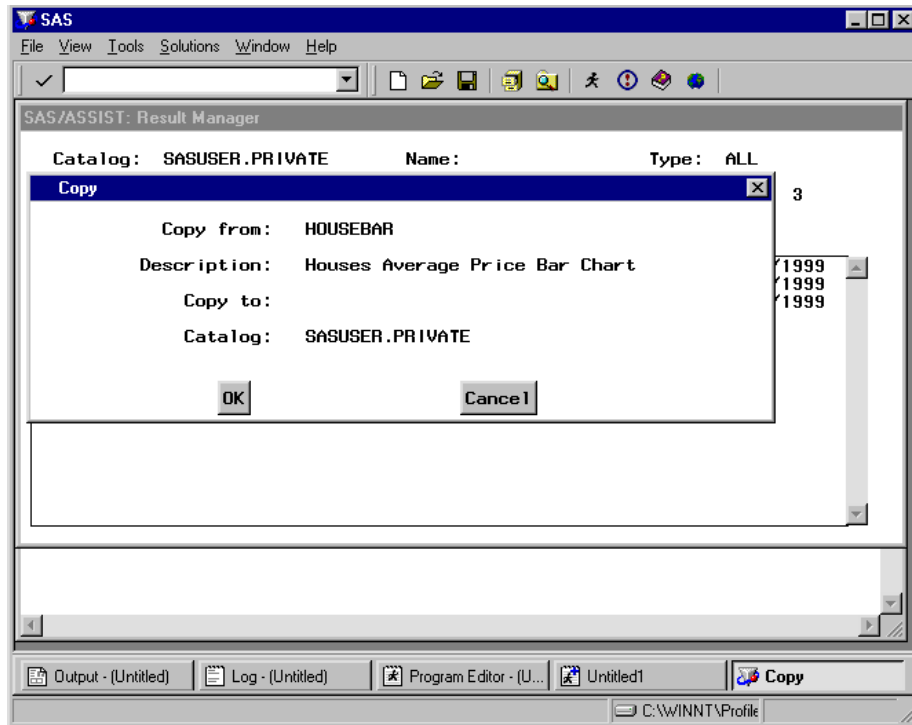 SAS
File View Tools Solutions Window Help
SAS/ASSIST: Result Manager
Catalog: SASUSER.PRIVATE Name: Type: ALL
Copy
3
Copy from: HOUSEBAR
Description: Houses Average Price Bar Chart
/1999
/1999
Copy to:
/1999
Catalog: SASUSER.PRIVATE
OK Cancel
Output - (Untitled) Log - (Untitled) Program Editor - (U... Untitled1 Copy
C:\WINNT\Profile